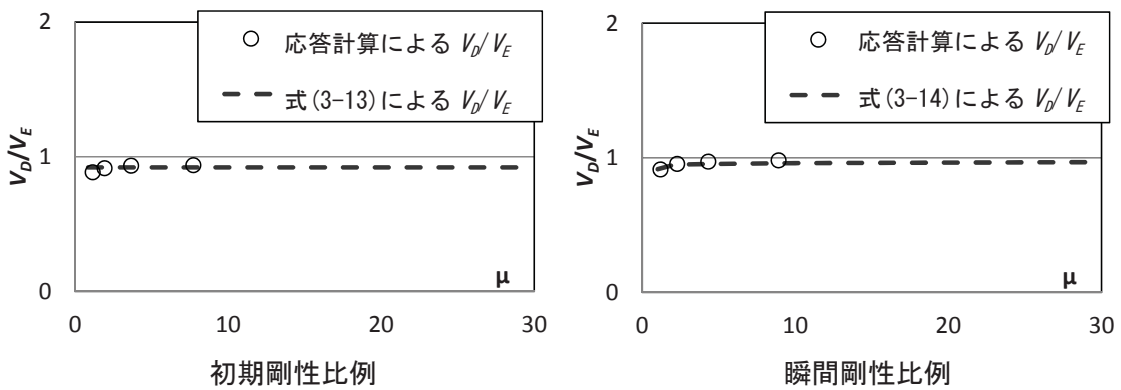 2
応答計算による V_D/V_E
式(3-13)による V_D/V_E
V_D/V_E
1
μ
0
0 10 20 30
初期剛性比例
2
応答計算による V_D/V_E
式(3-14)による V_D/V_E
V_D/V_E
1
μ
0
0 10 20 30
瞬間剛性比例